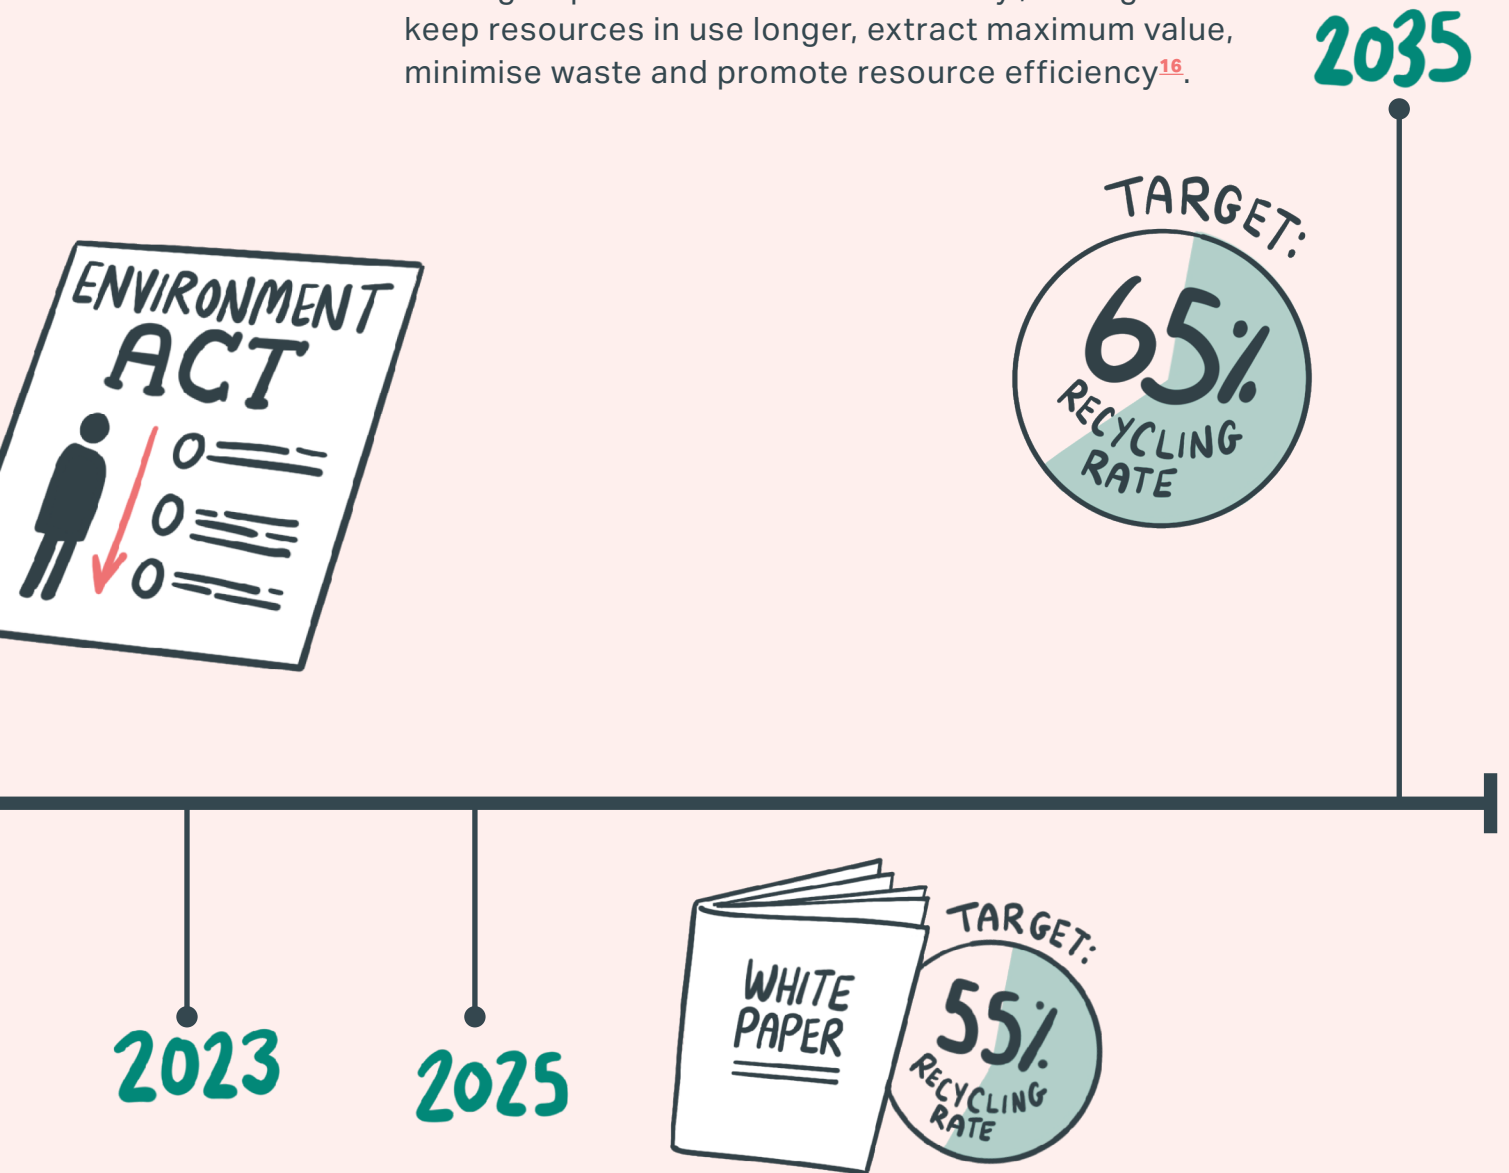 keep resources in use longer, extract maximum value,
minimise waste and promote resource efficiency16.
2035
TARGET:
65%
RECYCLING
RATE
ENVIRONMENT
ACT
2023
2025
WHITE
PAPER
TARGET:
55%
RECYCLING
RATE